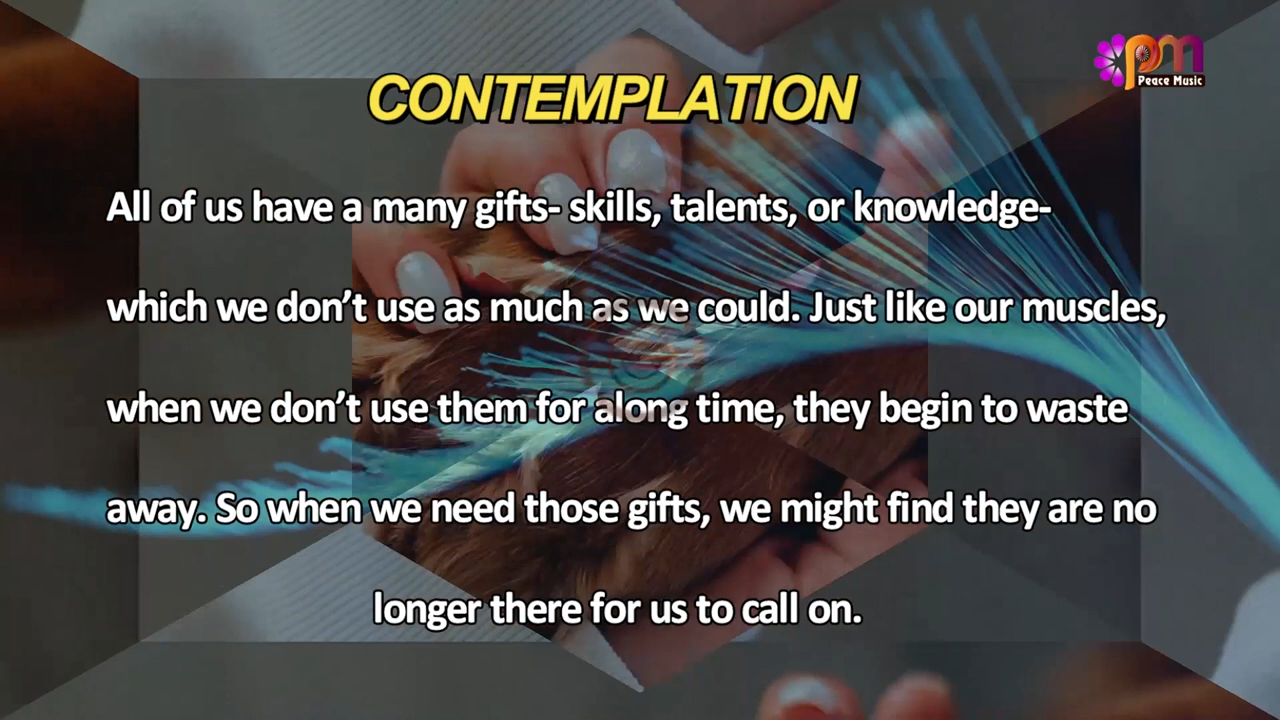 pm
Peace Music
CONTEMPLATION
All of us have a many gifts- skills, talents, or knowledge-
which we don’t use as much as we could. Just like our muscles,
when we don’t use them for along time, they begin to waste
away. So when we need those gifts, we might find they are no
longer there for us to call on.